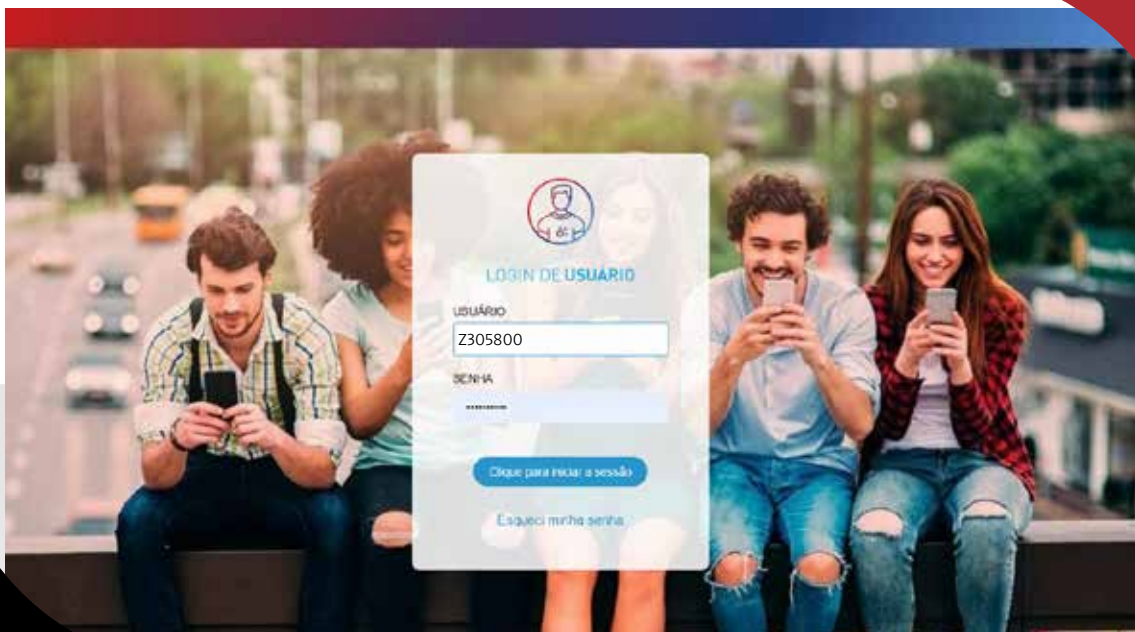 LOGIN DE USUÁRIO
USUÁRIO
Z305800
SENHA
**********
Clique para iniciar a sessão
Esqueci minha senha